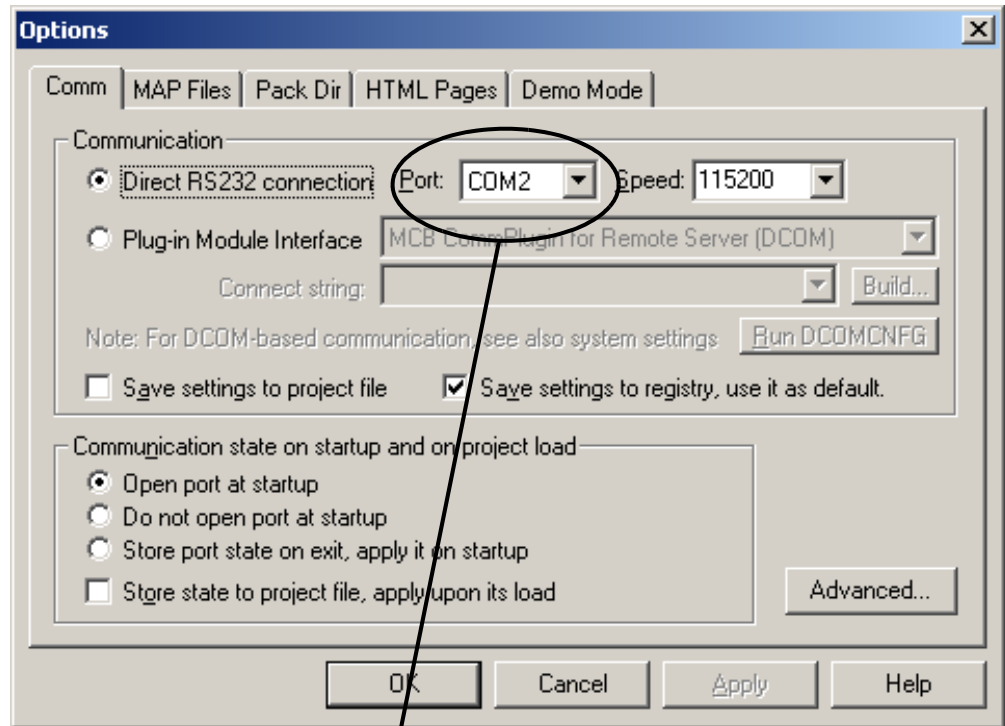 Options
Comm MAP Files Pack Dir HTML Pages Demo Mode
Communication
Direct RS232 connection Port: COM2 Speed: 115200
Plug-in Module Interface MCB CommPlugin for Remote Server (DCOM)
Connect string: Build...
Note: For DCOM-based communication, see also system settings Run DCOMCNFG
Save settings to project file Save settings to registry, use it as default.
Communication state on startup and on project load
Open port at startup
Do not open port at startup
Store port state on exit, apply it on startup
Store state to project file, apply upon its load
Advanced...
OK Cancel Apply Help